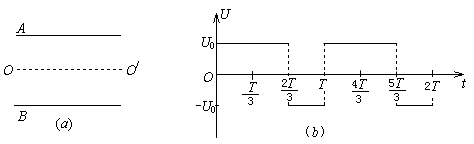 A
O O′
B
(a)
U
U₀
O T/3 2T/3 T 4T/3 5T/3 2T t
-U₀
(b)